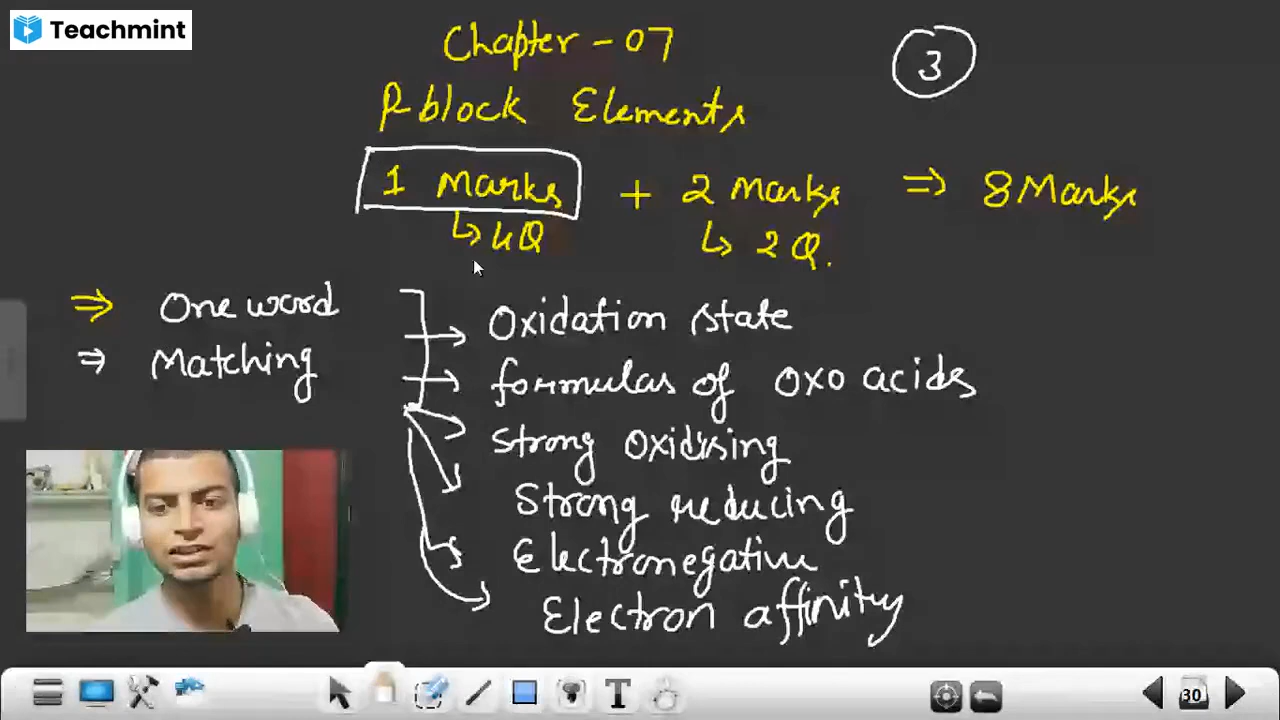 Teachmint
Chapter - 07
3
P-block Elements
1 Marks + 2 Marks ⇒ 8 Marks
↳ 4Q ↳ 2 Q.
⇒ One word
⇒ Matching
→ Oxidation state
→ formulas of oxo acids
Strong Oxidising
Strong reducing
Electronegative
Electron affinity
30